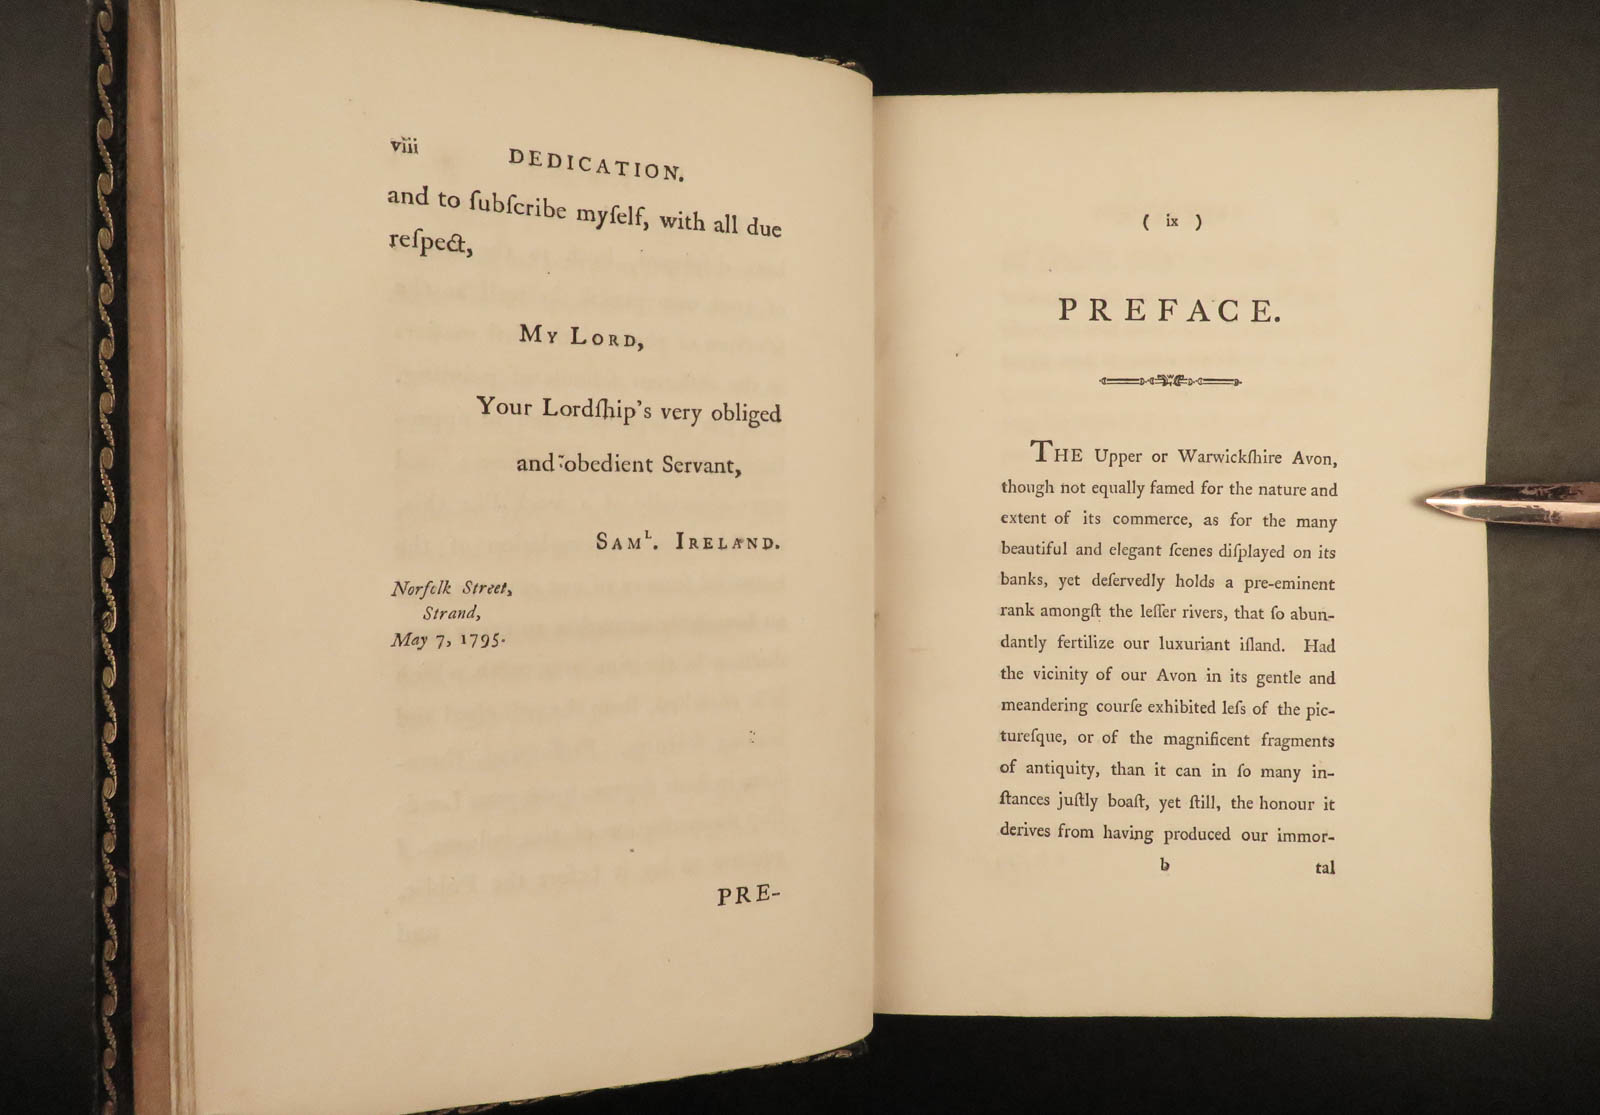 viii
DEDICATION.
and to ſubſcribe myſelf, with all due
reſpect,
My Lord,
Your Lordſhip's very obliged
and obedient Servant,
Samᴸ. Ireland.
Norfolk Street,
Strand,
May 7, 1795.
PRE-
( ix )
PREFACE.
THE Upper or Warwickſhire Avon,
though not equally famed for the nature and
extent of its commerce, as for the many
beautiful and elegant ſcenes diſplayed on its
banks, yet deſervedly holds a pre-eminent
rank amongſt the leſſer rivers, that ſo abun-
dantly fertilize our luxuriant iſland. Had
the vicinity of our Avon in its gentle and
meandering courſe exhibited leſs of the pic-
tureſque, or of the magnificent fragments
of antiquity, than it can in ſo many in-
ſtances juſtly boaſt, yet ſtill, the honour it
derives from having produced our immor-
b
tal